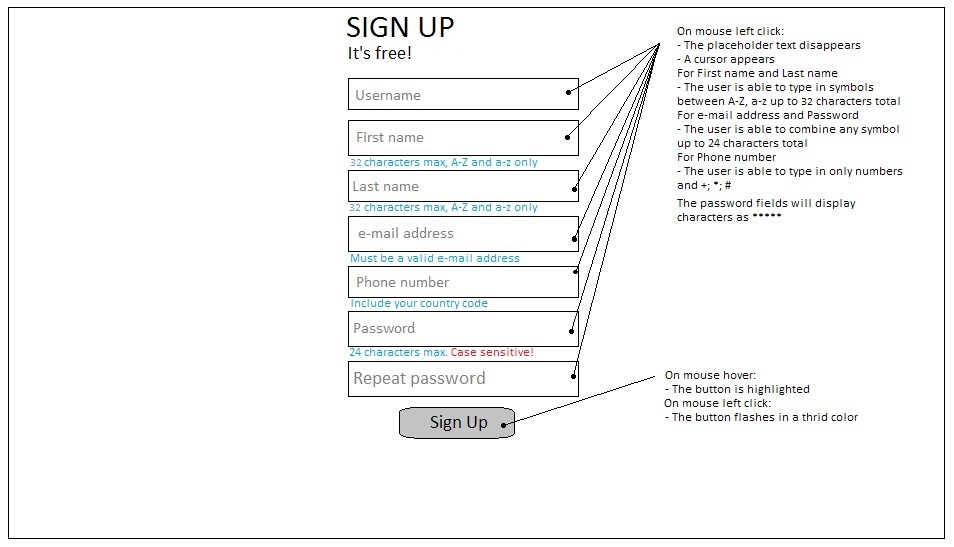 SIGN UP
It's free!
Username
First name
32 characters max, A-Z and a-z only
Last name
32 characters max, A-Z and a-z only
e-mail address
Must be a valid e-mail address
Phone number
Include your country code
Password
24 characters max. Case sensitive!
Repeat password
Sign Up
On mouse left click:
- The placeholder text disappears
- A cursor appears
For First name and Last name
- The user is able to type in symbols
between A-Z, a-z up to 32 characters total
For e-mail address and Password
- The user is able to combine any symbol
up to 24 characters total
For Phone number
- The user is able to type in only numbers
and +; *; #
The password fields will display
characters as *****
On mouse hover:
- The button is highlighted
On mouse left click:
- The button flashes in a thrid color